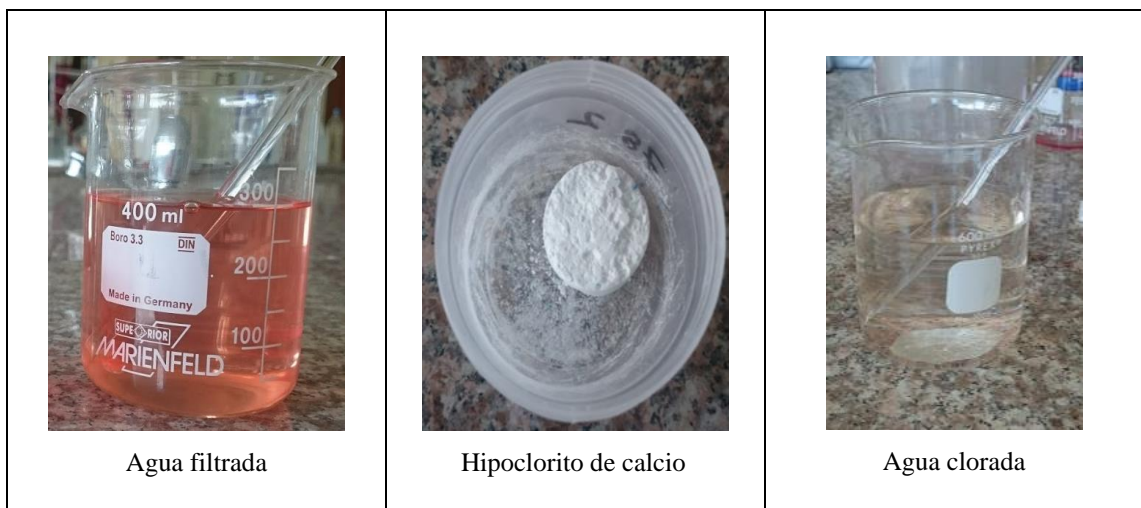 300
400 ml
Boro 3.3
DIN
200
Made in Germany
100
SUPERIOR
MARIENFELD
Agua filtrada
Hipoclorito de calcio
600
PYREX
Agua clorada